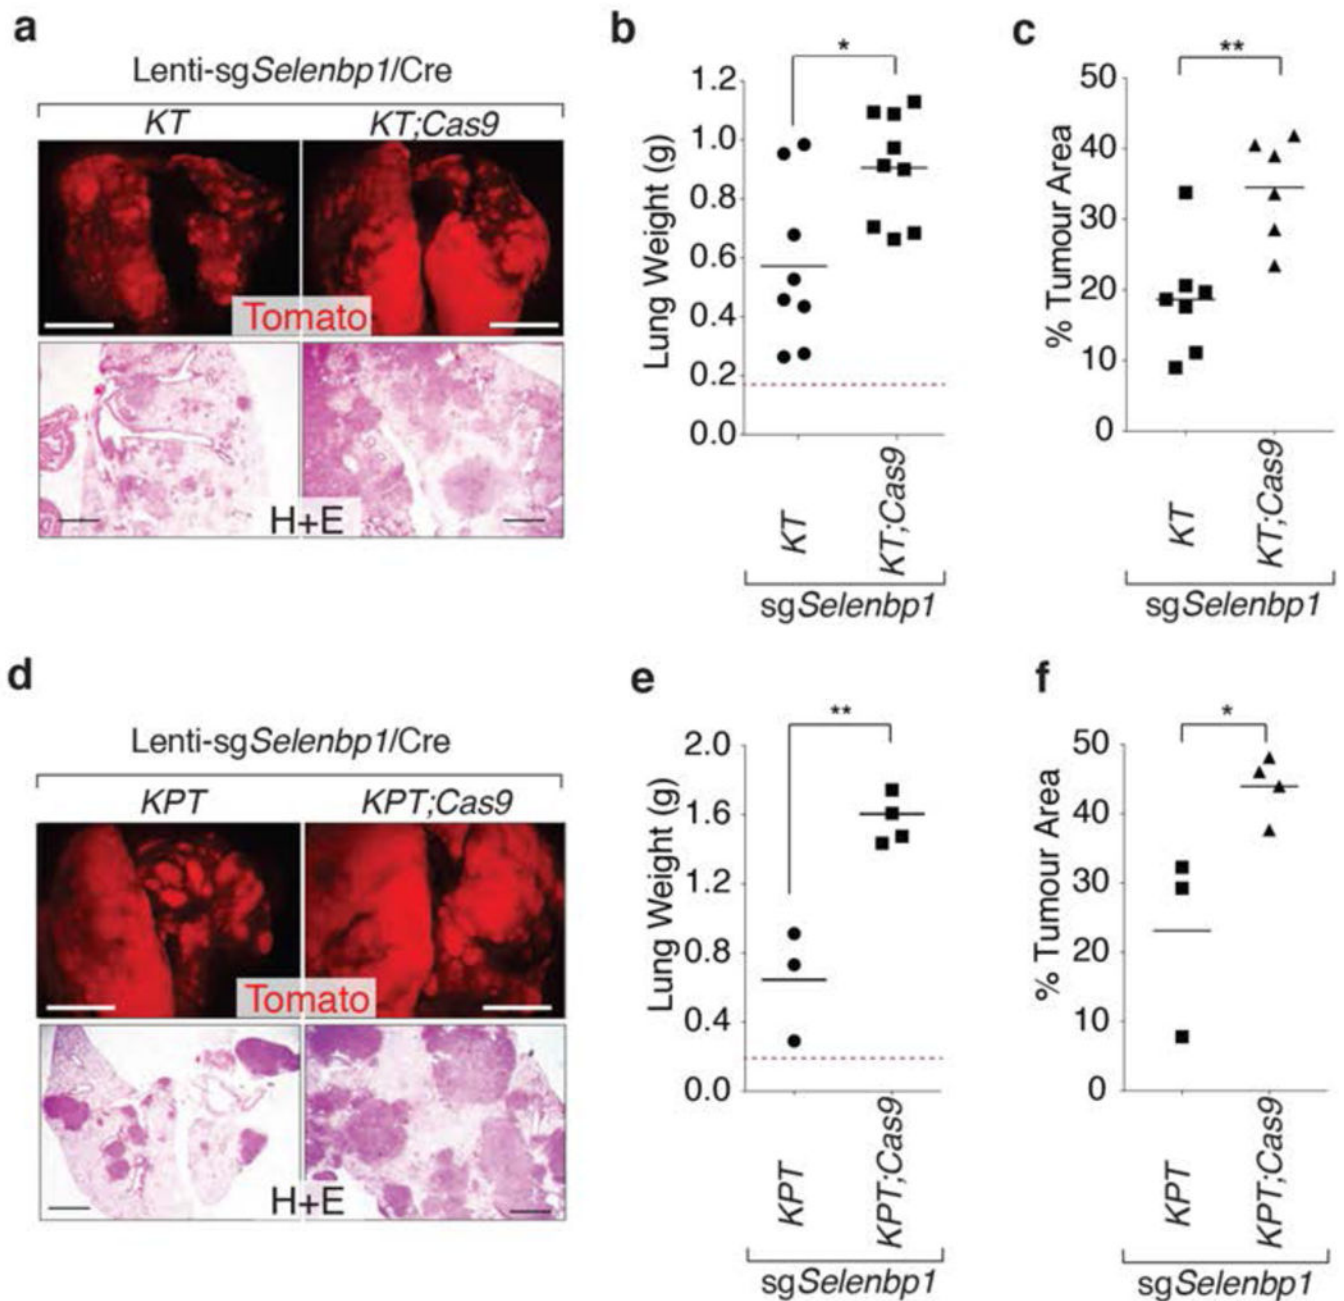 a
Lenti-sgSelenbp1/Cre
KT
KT;Cas9
Tomato
H+E
b
*
Lung Weight (g)
1.2
1.0
0.8
0.6
0.4
0.2
0.0
KT
KT;Cas9
sgSelenbp1
c
**
% Tumour Area
50
40
30
20
10
0
KT
KT;Cas9
sgSelenbp1
d
Lenti-sgSelenbp1/Cre
KPT
KPT;Cas9
Tomato
H+E
e
**
Lung Weight (g)
2.0
1.6
1.2
0.8
0.4
0.0
KPT
KPT;Cas9
sgSelenbp1
f
*
% Tumour Area
50
40
30
20
10
0
KPT
KPT;Cas9
sgSelenbp1